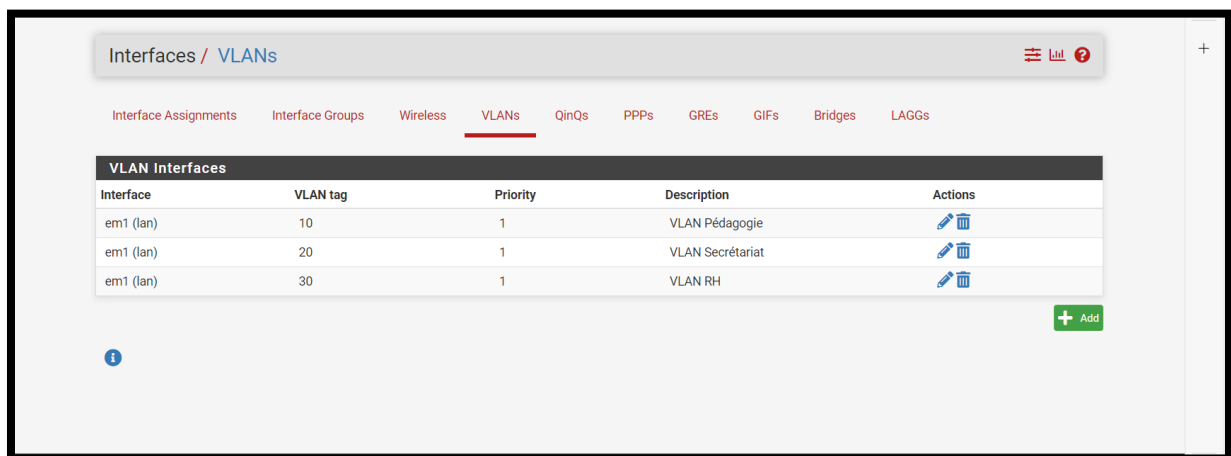 Interfaces / VLANs
Interface Assignments Interface Groups Wireless VLANs QinQs PPPs GREs GIFs Bridges LAGGs
VLAN Interfaces
Interface VLAN tag Priority Description Actions
em1 (lan) 10 1 VLAN Pédagogie
em1 (lan) 20 1 VLAN Secrétariat
em1 (lan) 30 1 VLAN RH
Add